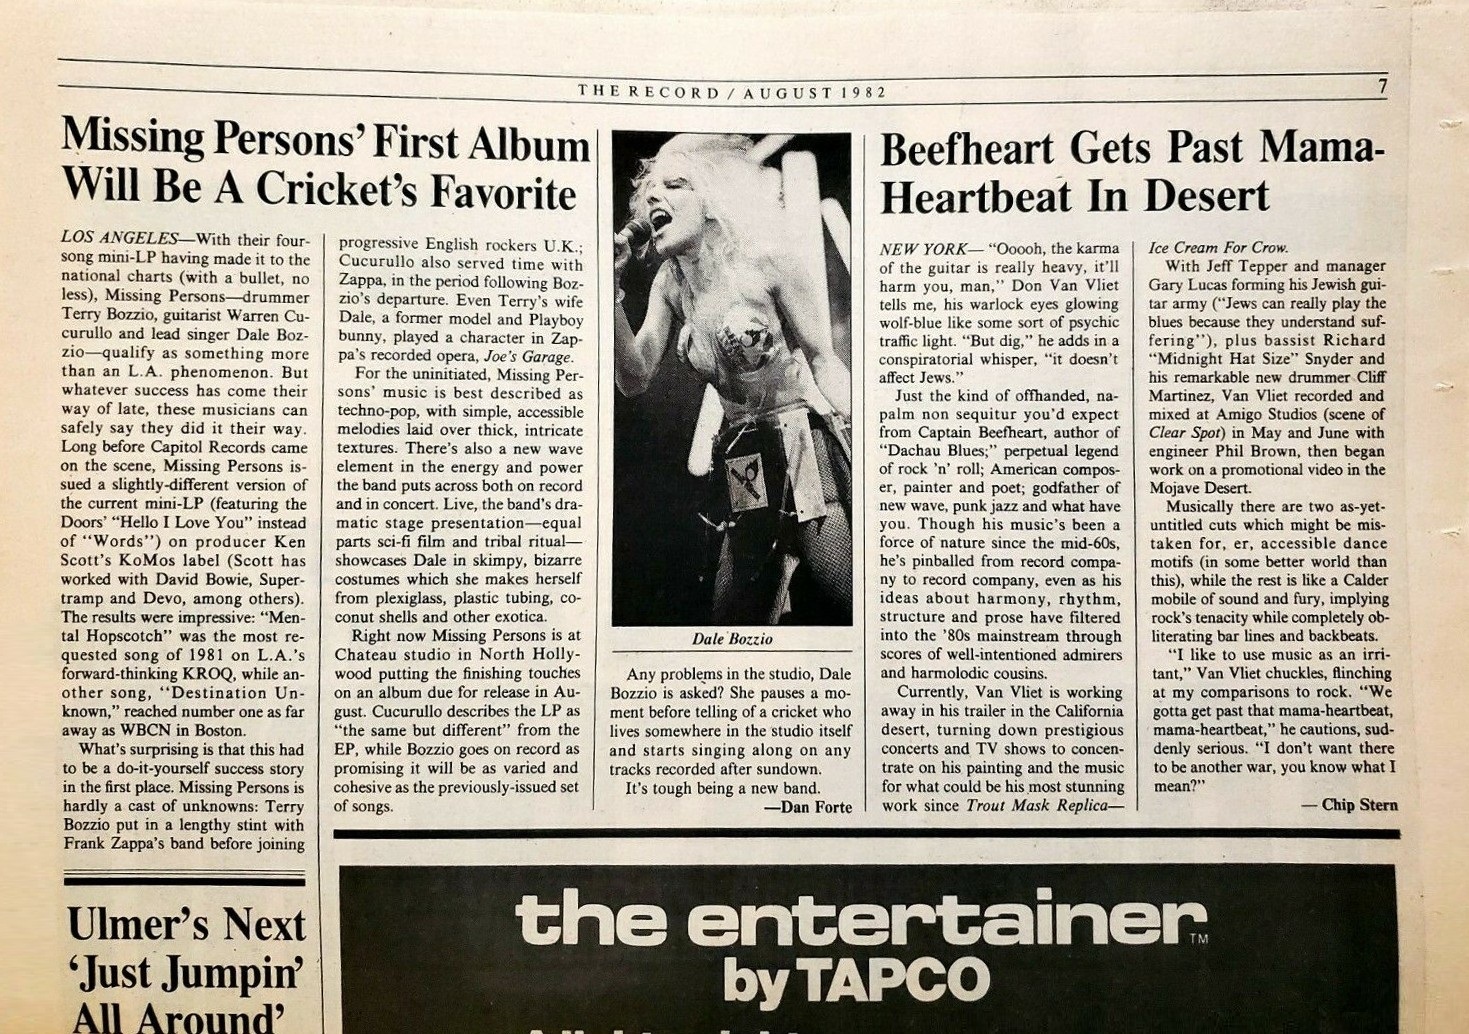 THE RECORD / AUGUST 1982
7
Missing Persons' First Album
Will Be A Cricket's Favorite
LOS ANGELES—With their four-
song mini-LP having made it to the
national charts (with a bullet, no
less), Missing Persons—drummer
Terry Bozzio, guitarist Warren Cu-
curullo and lead singer Dale Boz-
zio—qualify as something more
than an L.A. phenomenon. But
whatever success has come their
way of late, these musicians can
safely say they did it their way.
Long before Capitol Records came
on the scene, Missing Persons is-
sued a slightly-different version of
the current mini-LP (featuring the
Doors' "Hello I Love You" instead
of "Words") on producer Ken
Scott's KoMos label (Scott has
worked with David Bowie, Super-
tramp and Devo, among others).
The results were impressive: "Men-
tal Hopscotch" was the most re-
quested song of 1981 on L.A.'s
forward-thinking KROQ, while an-
other song, "Destination Un-
known," reached number one as far
away as WBCN in Boston.
What's surprising is that this had
to be a do-it-yourself success story
in the first place. Missing Persons is
hardly a cast of unknowns: Terry
Bozzio put in a lengthy stint with
Frank Zappa's band before joining
progressive English rockers U.K.;
Cucurullo also served time with
Zappa, in the period following Boz-
zio's departure. Even Terry's wife
Dale, a former model and Playboy
bunny, played a character in Zap-
pa's recorded opera, Joe's Garage.
For the uninitiated, Missing Per-
sons' music is best described as
techno-pop, with simple, accessible
melodies laid over thick, intricate
textures. There's also a new wave
element in the energy and power
the band puts across both on record
and in concert. Live, the band's dra-
matic stage presentation—equal
parts sci-fi film and tribal ritual—
showcases Dale in skimpy, bizarre
costumes which she makes herself
from plexiglass, plastic tubing, co-
conut shells and other exotica.
Right now Missing Persons is at
Chateau studio in North Holly-
wood putting the finishing touches
on an album due for release in Au-
gust. Cucurullo describes the LP as
"the same but different" from the
EP, while Bozzio goes on record as
promising it will be as varied and
cohesive as the previously-issued set
of songs.
Dale Bozzio
Any problems in the studio, Dale
Bozzio is asked? She pauses a mo-
ment before telling of a cricket who
lives somewhere in the studio itself
and starts singing along on any
tracks recorded after sundown.
It's tough being a new band.
—Dan Forte
Beefheart Gets Past Mama-
Heartbeat In Desert
NEW YORK— "Ooooh, the karma
of the guitar is really heavy, it'll
harm you, man," Don Van Vliet
tells me, his warlock eyes glowing
wolf-blue like some sort of psychic
traffic light. "But dig," he adds in a
conspiratorial whisper, "it doesn't
affect Jews."
Just the kind of offhanded, na-
palm non sequitur you'd expect
from Captain Beefheart, author of
"Dachau Blues;" perpetual legend
of rock 'n' roll; American compos-
er, painter and poet; godfather of
new wave, punk jazz and what have
you. Though his music's been a
force of nature since the mid-60s,
he's pinballed from record compa-
ny to record company, even as his
ideas about harmony, rhythm,
structure and prose have filtered
into the '80s mainstream through
scores of well-intentioned admirers
and harmolodic cousins.
Currently, Van Vliet is working
away in his trailer in the California
desert, turning down prestigious
concerts and TV shows to concen-
trate on his painting and the music
for what could be his most stunning
work since Trout Mask Replica—
Ice Cream For Crow.
With Jeff Tepper and manager
Gary Lucas forming his Jewish gui-
tar army ("Jews can really play the
blues because they understand suf-
fering"), plus bassist Richard
"Midnight Hat Size" Snyder and
his remarkable new drummer Cliff
Martinez, Van Vliet recorded and
mixed at Amigo Studios (scene of
Clear Spot) in May and June with
engineer Phil Brown, then began
work on a promotional video in the
Mojave Desert.
Musically there are two as-yet-
untitled cuts which might be mis-
taken for, er, accessible dance
motifs (in some better world than
this), while the rest is like a Calder
mobile of sound and fury, implying
rock's tenacity while completely ob-
literating bar lines and backbeats.
"I like to use music as an irri-
tant," Van Vliet chuckles, flinching
at my comparisons to rock. "We
gotta get past that mama-heartbeat,
mama-heartbeat," he cautions, sud-
denly serious. "I don't want there
to be another war, you know what I
mean?"
— Chip Stern
Ulmer's Next
'Just Jumpin'
All Around'
the entertainer
TM
by TAPCO